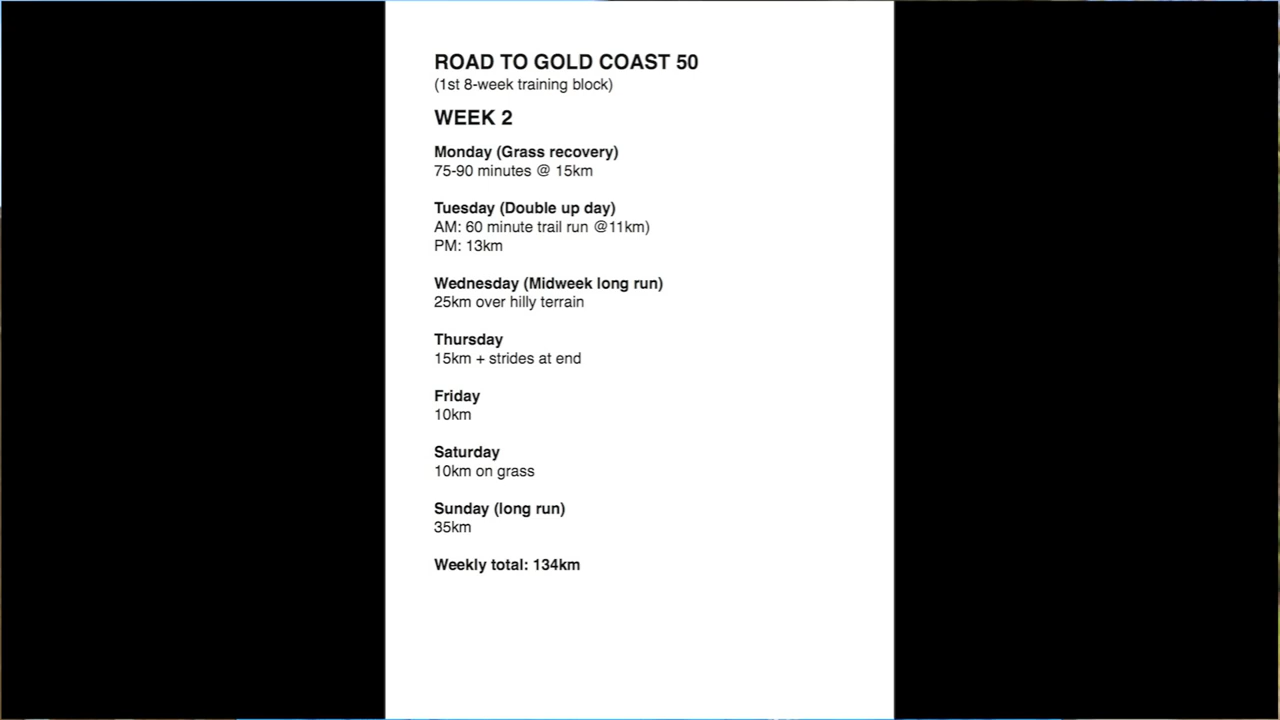 ROAD TO GOLD COAST 50
(1st 8-week training block)
WEEK 2
Monday (Grass recovery)
75-90 minutes @ 15km
Tuesday (Double up day)
AM: 60 minute trail run @11km)
PM: 13km
Wednesday (Midweek long run)
25km over hilly terrain
Thursday
15km + strides at end
Friday
10km
Saturday
10km on grass
Sunday (long run)
35km
Weekly total: 134km